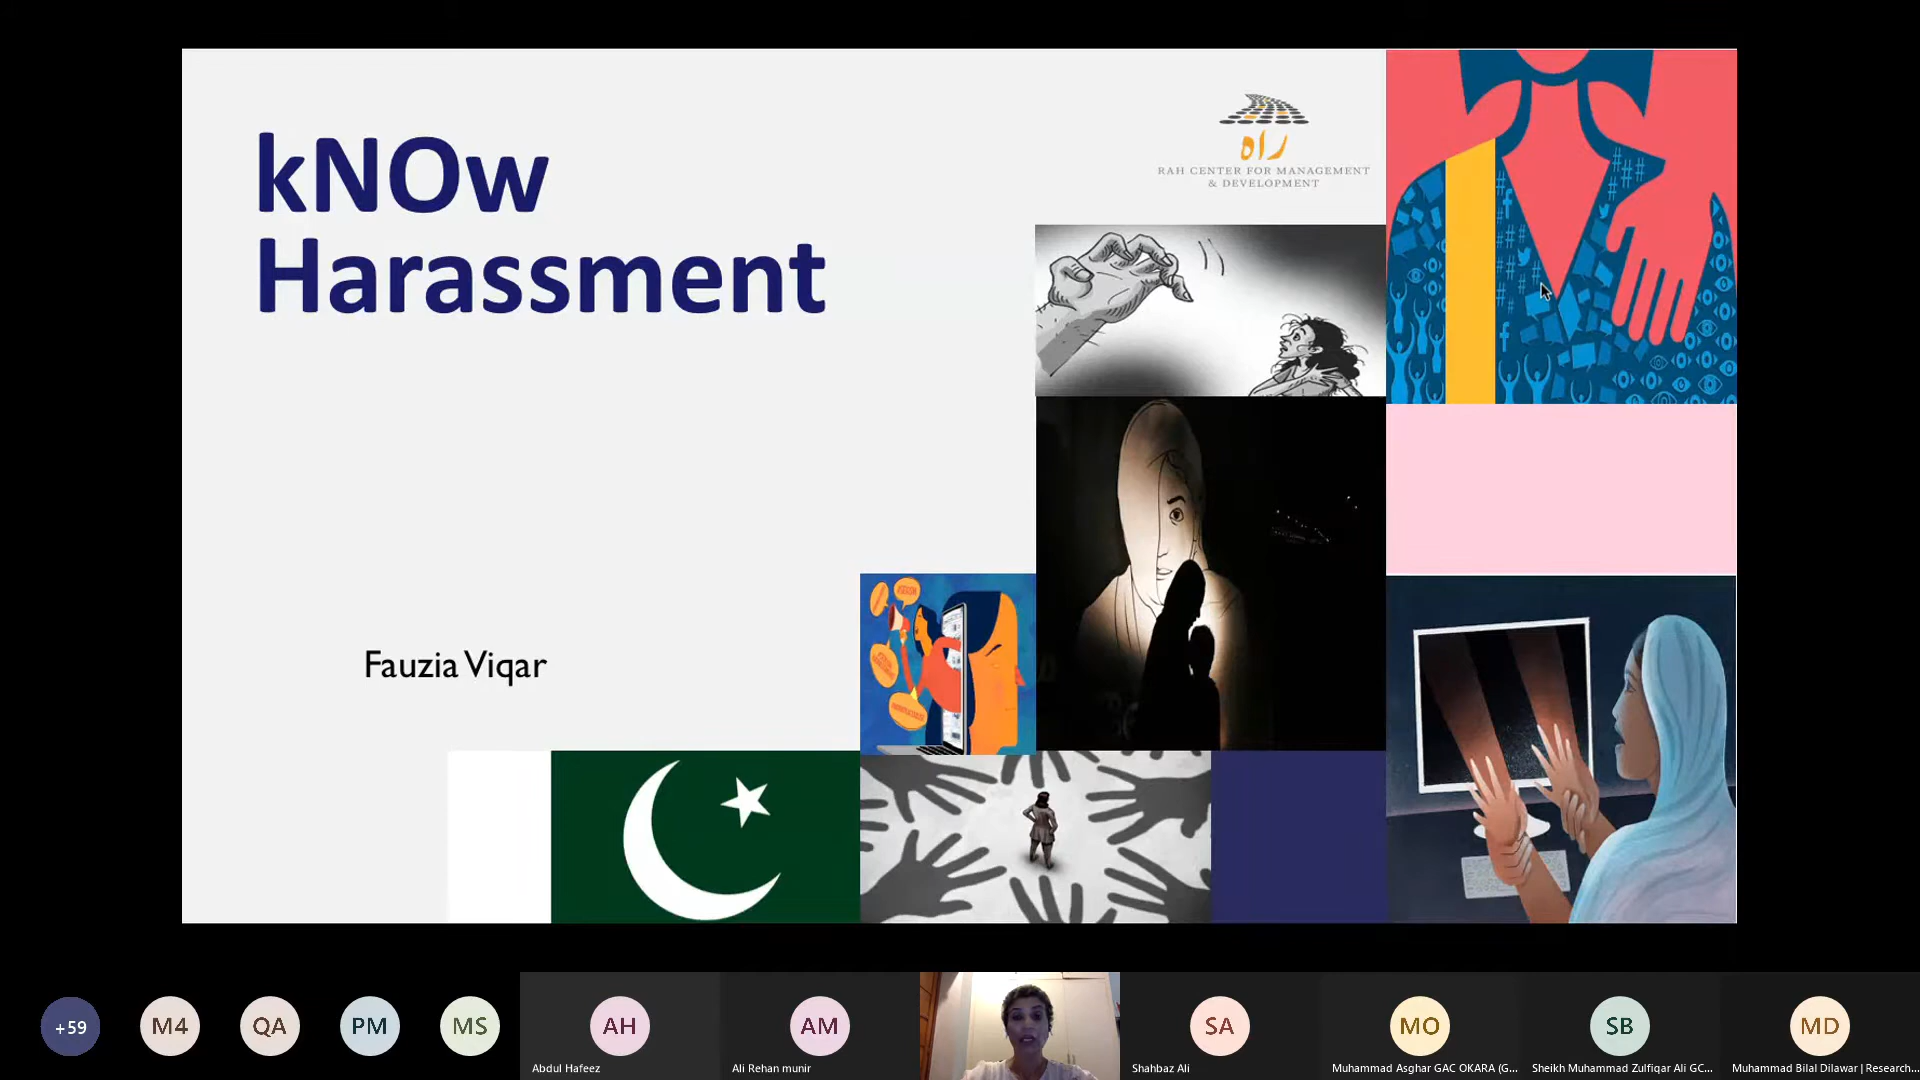 kNOw
Harassment
راہ
RAH CENTER FOR MANAGEMENT
& DEVELOPMENT
Fauzia Viqar
+59
M4
QA
PM
MS
AH
AM
SA
MO
SB
MD
Abdul Hafeez
Ali Rehan munir
Shahbaz Ali
Muhammad Asghar GAC OKARA (G...
Sheikh Muhammad Zulfiqar Ali GC...
Muhammad Bilal Dilawar | Research...